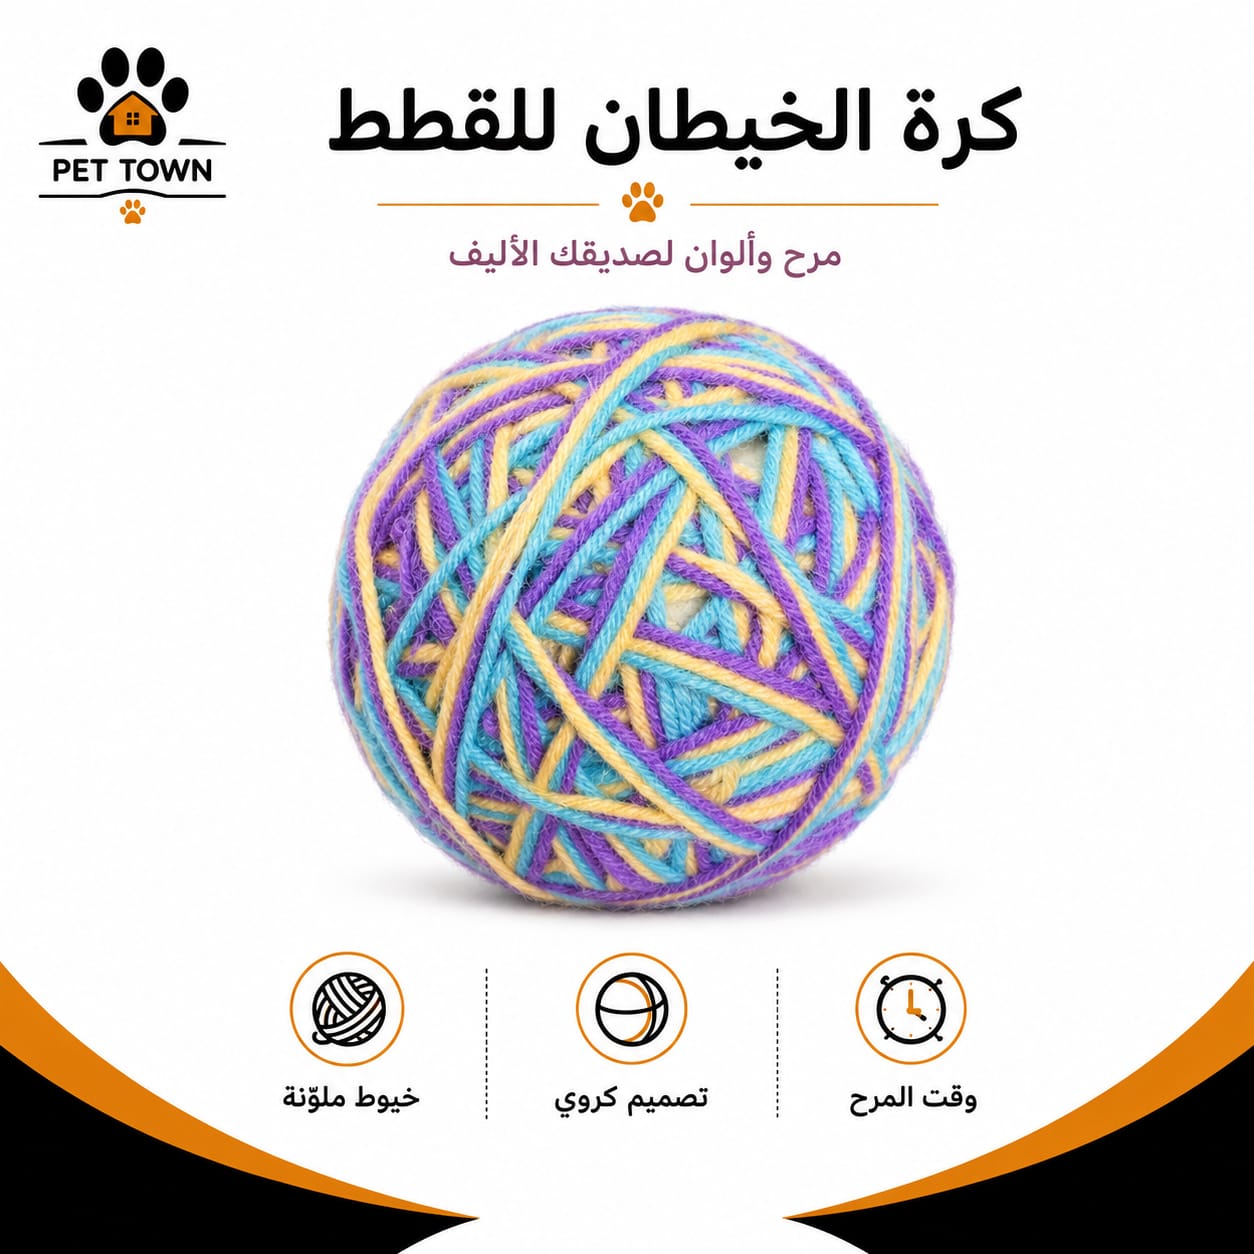 PET TOWN
كرة الخيطان للقطط
مرح وألوان لصديقك الأليف
وقت المرح
تصميم كروي
خيوط ملوّنة